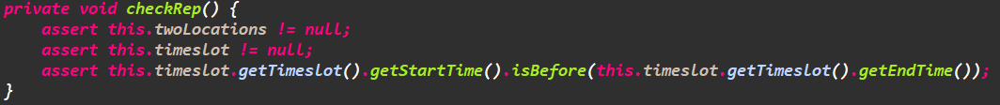 private void checkRep() {
    assert this.twoLocations != null;
    assert this.timeslot != null;
    assert this.timeslot.getTimeslot().getStartTime().isBefore(this.timeslot.getTimeslot().getEndTime());
}